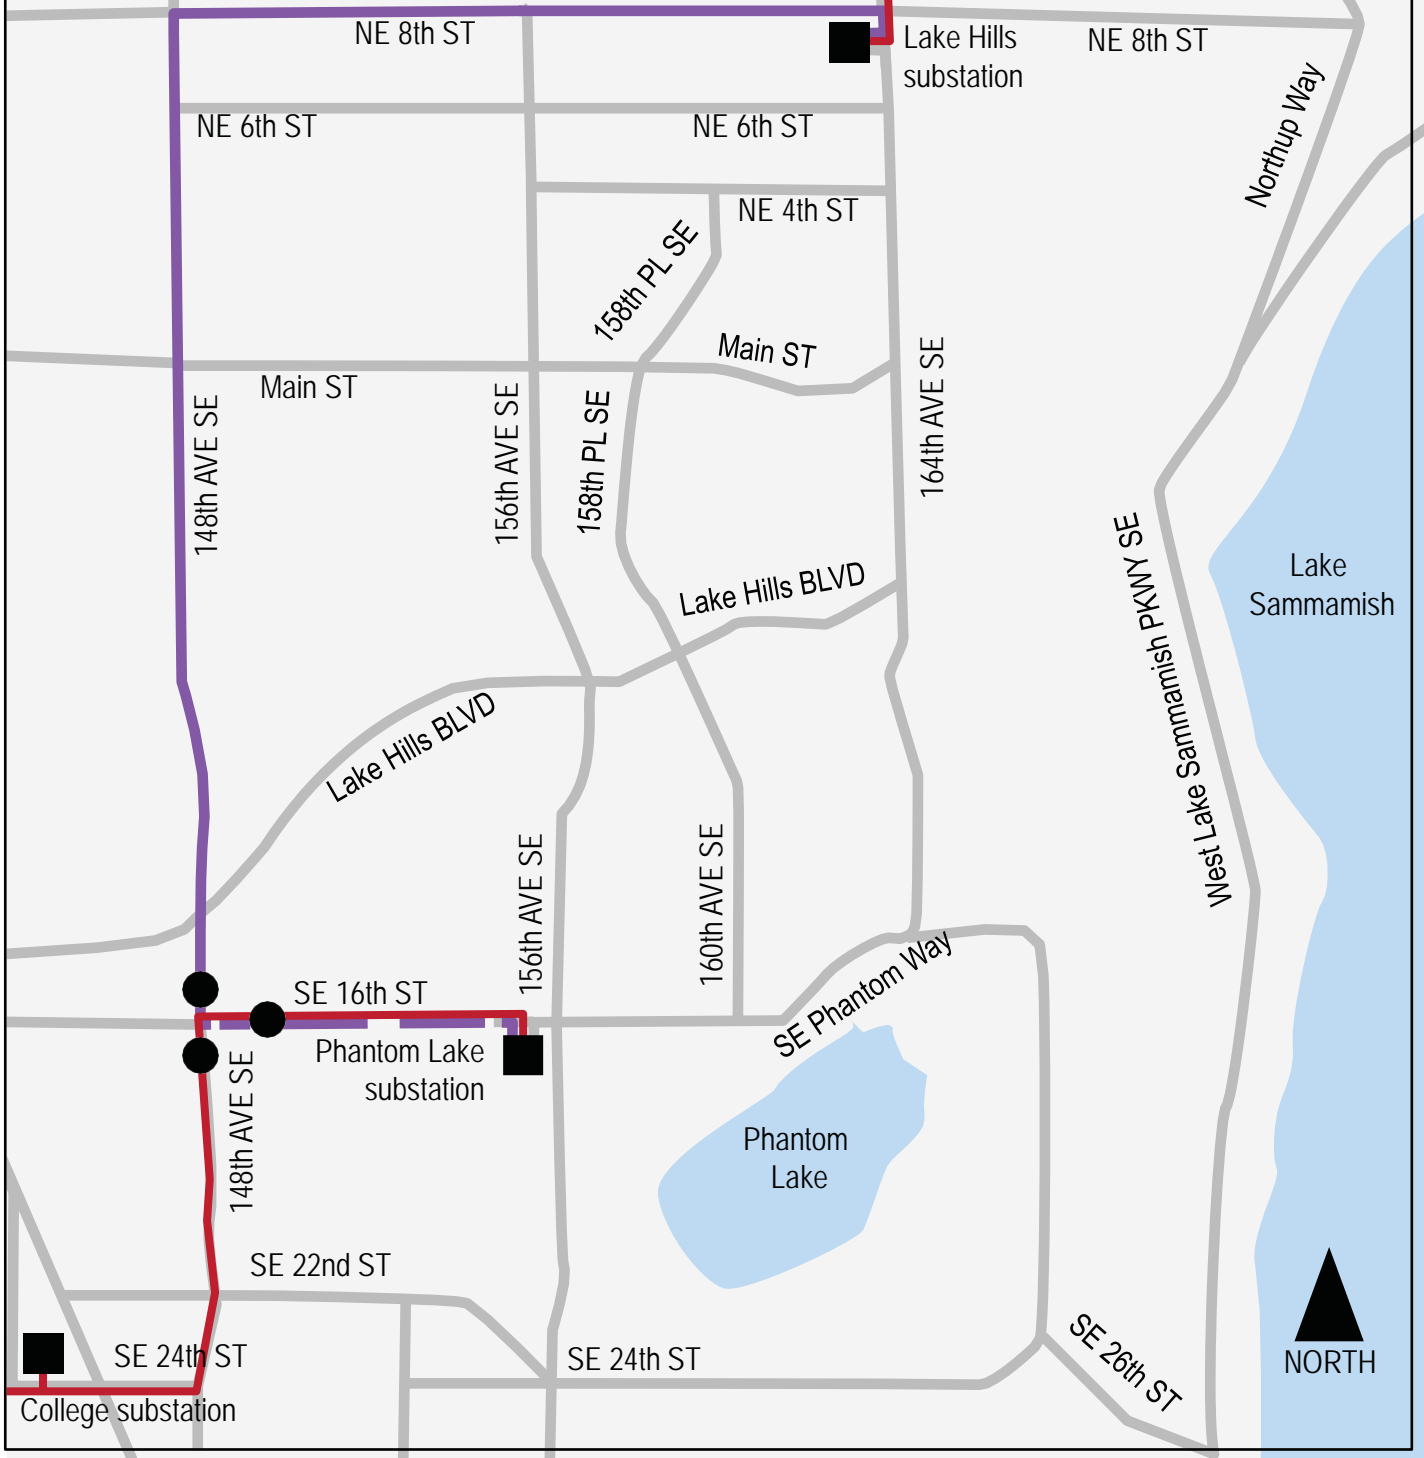 NE 8th ST
Lake Hills
substation
NE 8th ST
Northup Way
NE 6th ST
NE 6th ST
NE 4th ST
158th PL SE
Main ST
Main ST
148th AVE SE
156th AVE SE
158th PL SE
164th AVE SE
Lake Hills BLVD
West Lake Sammamish PKWY SE
Lake
Sammamish
Lake Hills BLVD
156th AVE SE
160th AVE SE
SE Phantom Way
SE 16th ST
Phantom Lake
substation
148th AVE SE
Phantom
Lake
SE 22nd ST
SE 24th ST
SE 24th ST
SE 26th ST
NORTH
College substation